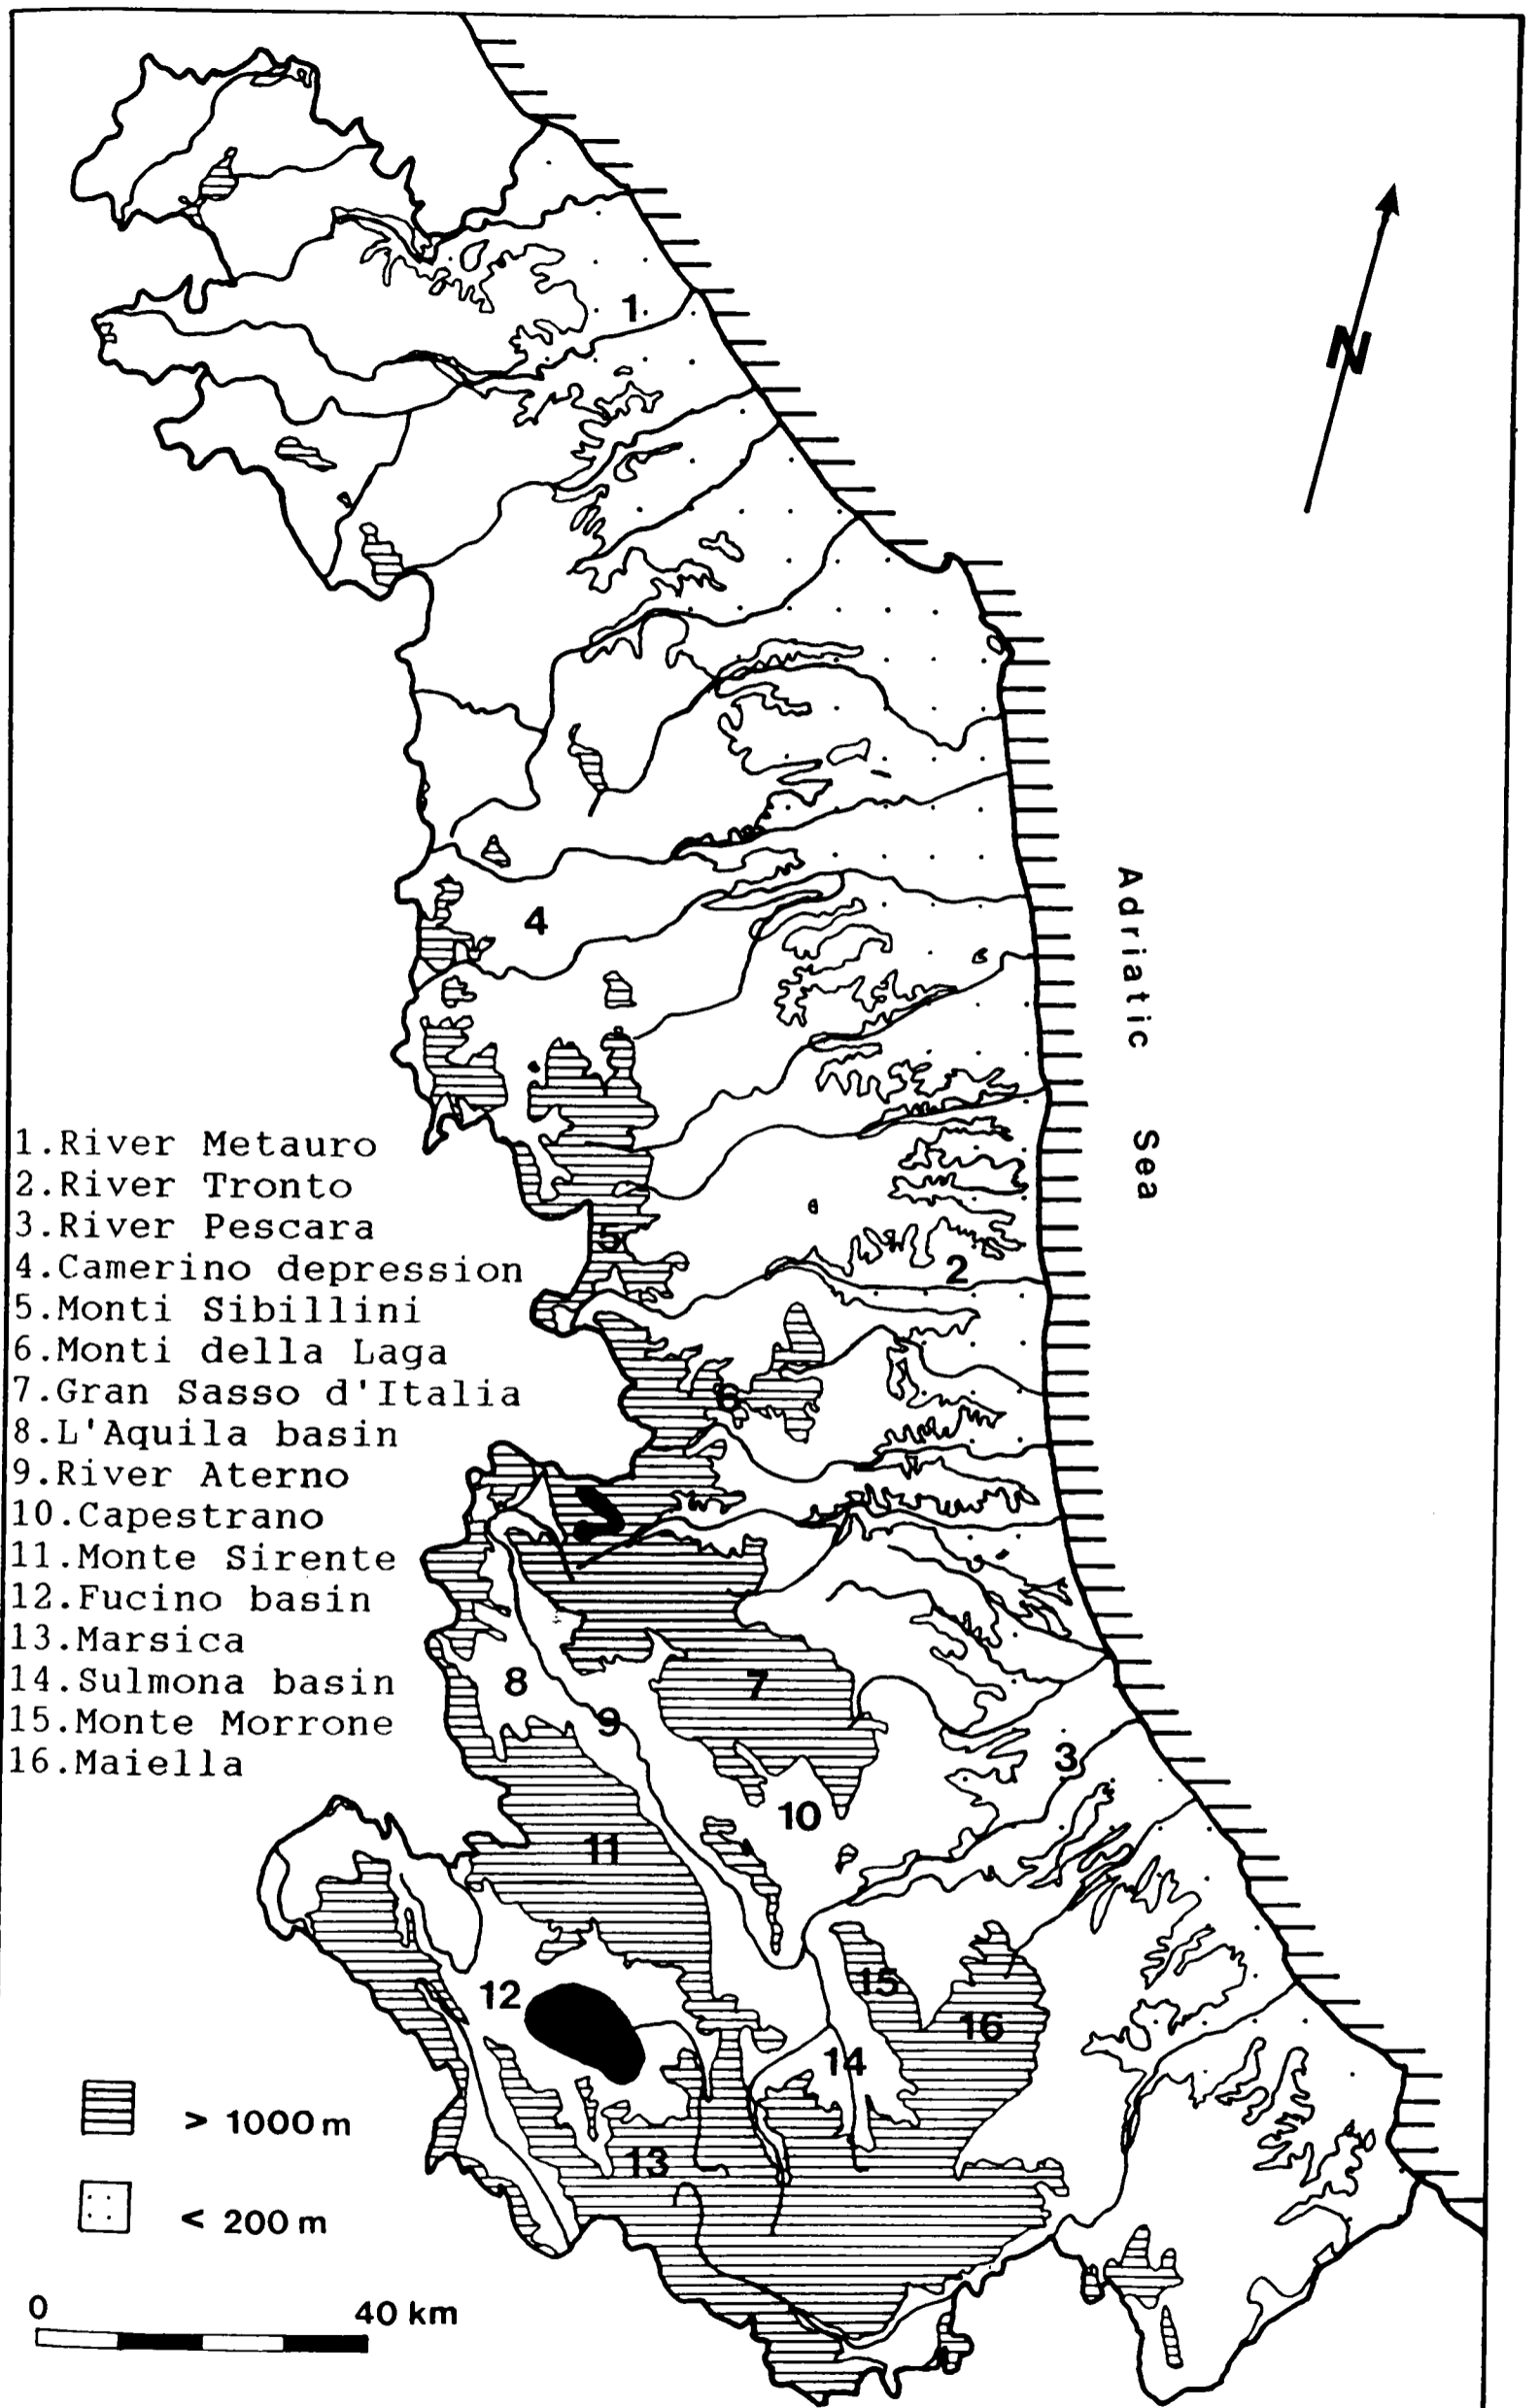 N
1
4
Adriatic
Sea
1.River Metauro
2.River Tronto
3.River Pescara
4.Camerino depression
5.Monti Sibillini
6.Monti della Laga
7.Gran Sasso d'Italia
8.L'Aquila basin
9.River Aterno
10.Capestrano
11.Monte Sirente
12.Fucino basin
13.Marsica
14.Sulmona basin
15.Monte Morrone
16.Maiella
5
2
6
8
7
9
3
10
11
12
15
16
14
13
> 1000 m
< 200 m
0 40 km